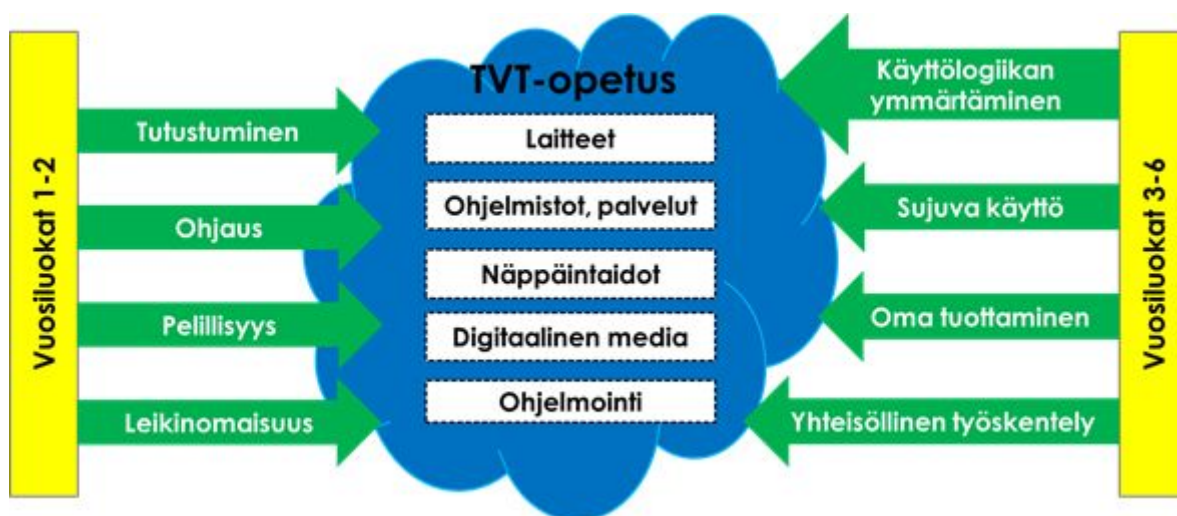 Vuosiluokat 1-2
Tutustuminen
Ohjaus
Pelillisyys
Leikinomaisuus
TVT-opetus
Laitteet
Ohjelmistot, palvelut
Näppäintaidot
Digitaalinen media
Ohjelmointi
Käyttölogiikan
ymmärtäminen
Sujuva käyttö
Oma tuottaminen
Yhteisöllinen työskentely
Vuosiluokat 3-6